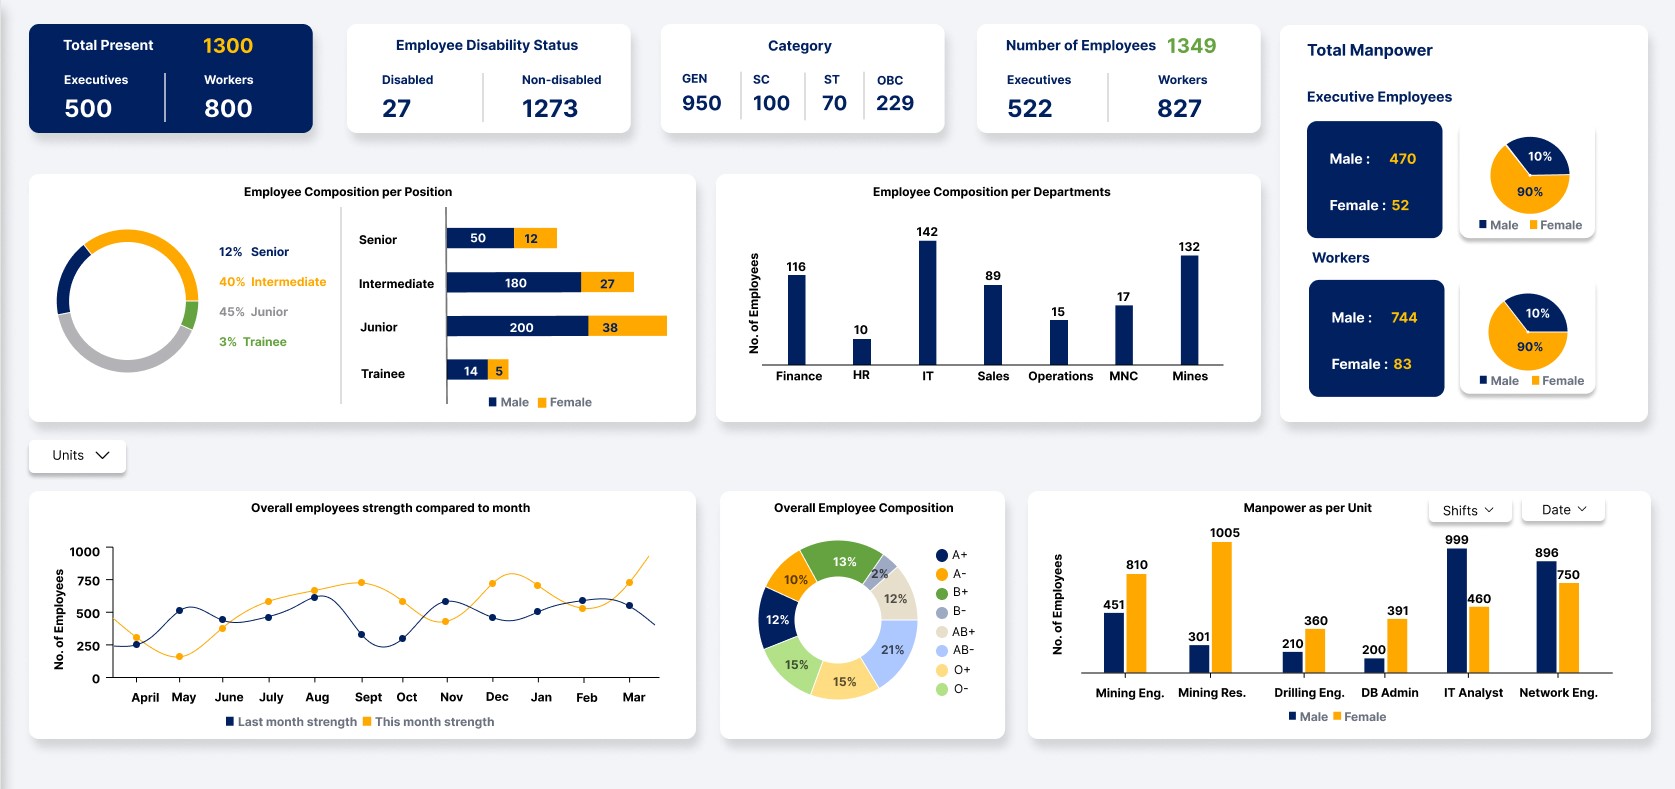 Total Present 1300
Executives Workers
500 800
Employee Disability Status
Disabled Non-disabled
27 1273
Category
GEN SC ST OBC
950 100 70 229
Number of Employees 1349
Executives Workers
522 827
Total Manpower
Executive Employees
Male : 470
Female : 52
10%
90%
Male Female
Workers
Male : 744
Female : 83
10%
90%
Male Female
Employee Composition per Position
12% Senior
40% Intermediate
45% Junior
3% Trainee
Senior 50 12
Intermediate 180 27
Junior 200 38
Trainee 14 5
Male Female
Employee Composition per Departments
No. of Employees
116 10 142 89 15 17 132
Finance HR IT Sales Operations MNC Mines
Units
Overall employees strength compared to month
No. of Employees
1000
750
500
250
0
April May June July Aug Sept Oct Nov Dec Jan Feb Mar
Last month strength This month strength
Overall Employee Composition
13%
2%
10%
12%
12%
21%
15%
15%
A+
A-
B+
B-
AB+
AB-
O+
O-
Manpower as per Unit
Shifts Date
No. of Employees
451 810 301 1005 210 360 200 391 999 460 896 750
Mining Eng. Mining Res. Drilling Eng. DB Admin IT Analyst Network Eng.
Male Female